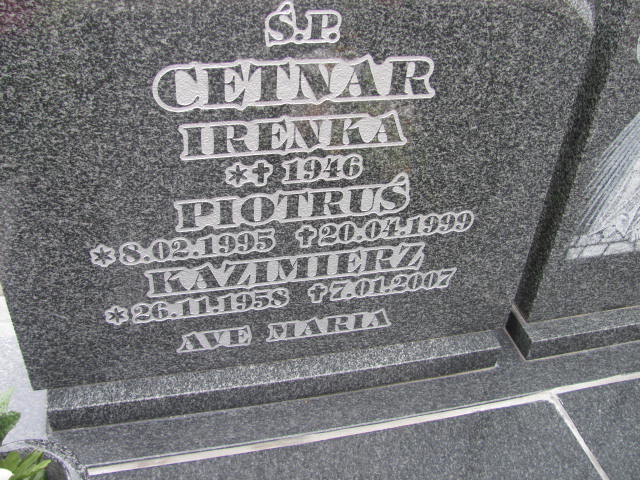 Ś.P.
CETNAR
IRENKA
*✝ 1946
PIOTRUŚ
*8.02.1995 ✝20.04.1999
KAZIMIERZ
*26.11.1958 ✝7.01.2007
AVE MARIA